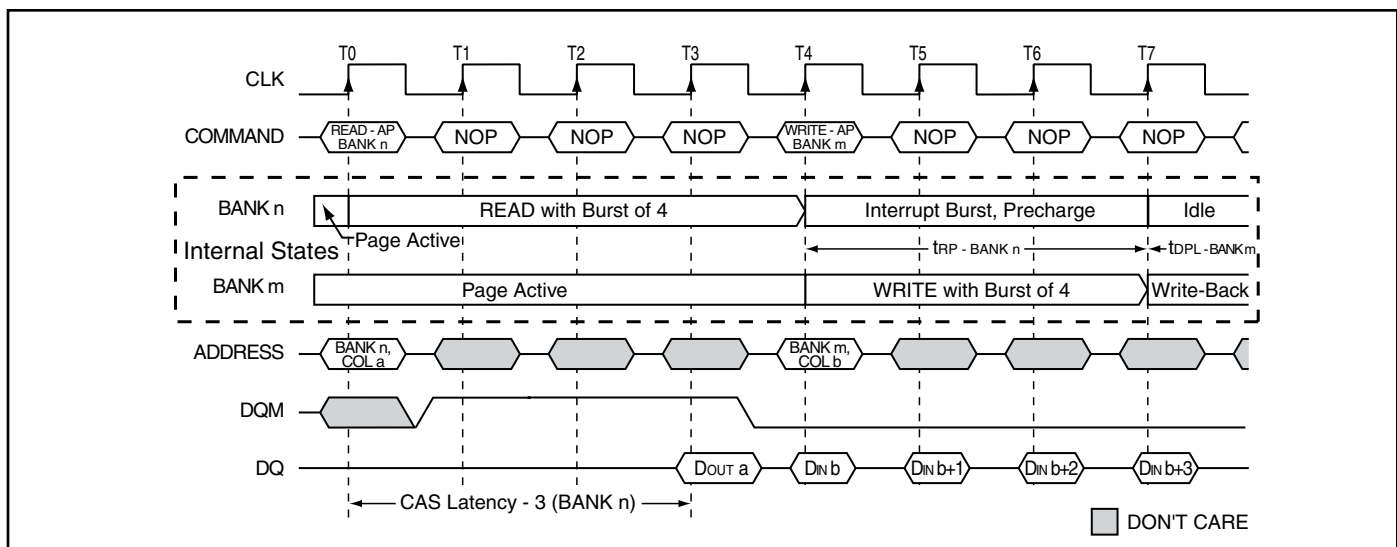 T0 T1 T2 T3 T4 T5 T6 T7
CLK
COMMAND READ - AP BANK n NOP NOP NOP WRITE - AP BANK m NOP NOP NOP
BANK n READ with Burst of 4 Interrupt Burst, Precharge Idle
Page Active tRP - BANK n tDPL - BANK m
Internal States
BANK m Page Active WRITE with Burst of 4 Write-Back
ADDRESS BANK n, COL a BANK m, COL b
DQM
DQ DOUT a DIN b DIN b+1 DIN b+2 DIN b+3
CAS Latency - 3 (BANK n)
DON'T CARE